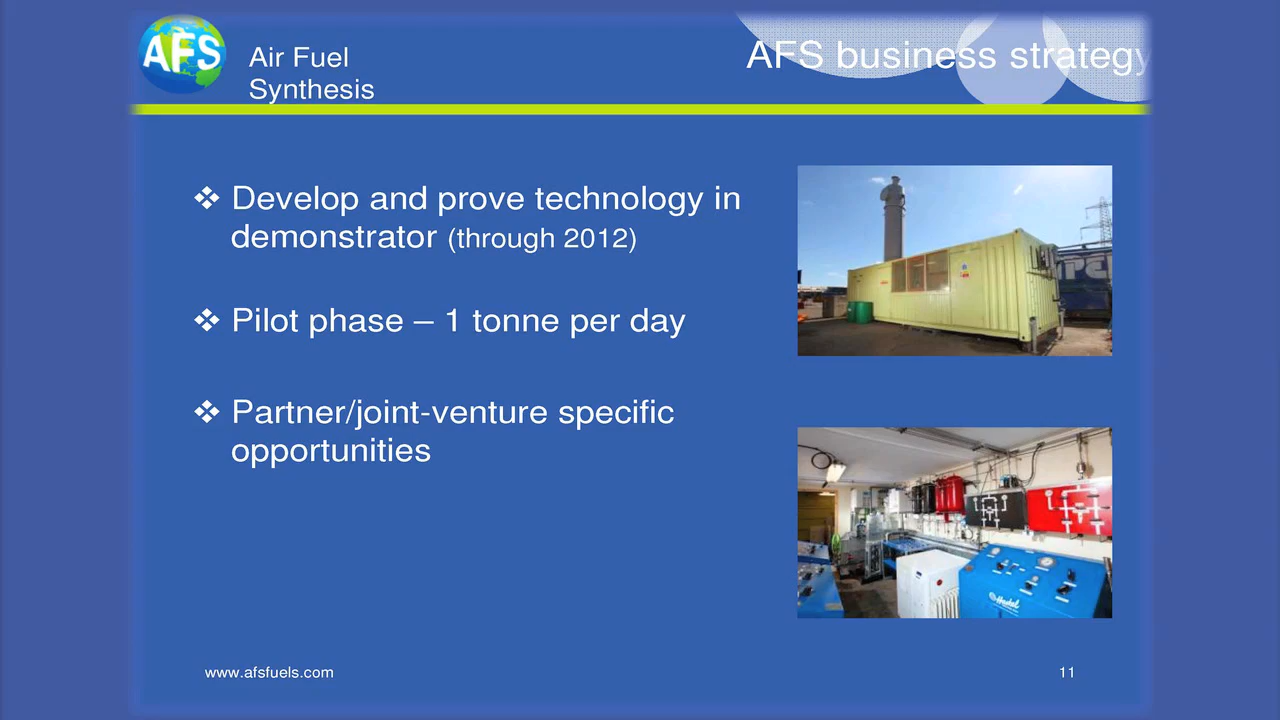 AFS
Air Fuel
Synthesis
AFS business strategy
❖ Develop and prove technology in
demonstrator (through 2012)
❖ Pilot phase – 1 tonne per day
❖ Partner/joint-venture specific
opportunities
Haskel
www.afsfuels.com
11